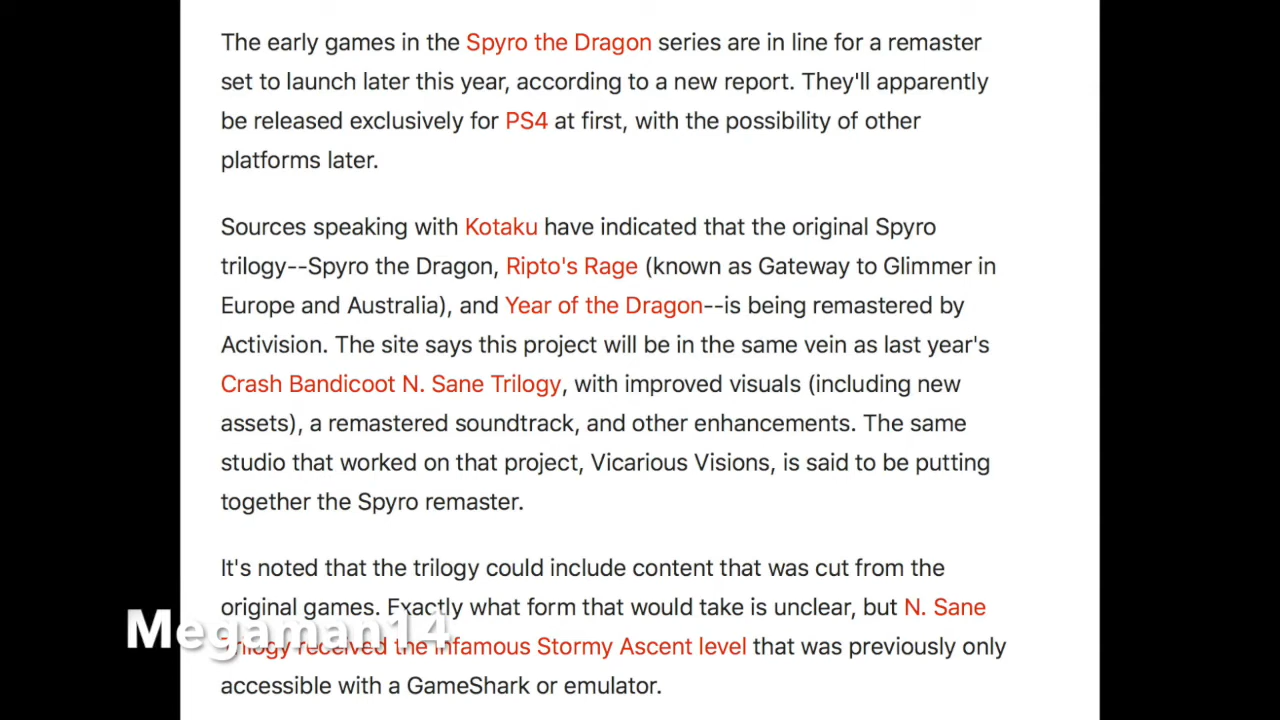 The early games in the Spyro the Dragon series are in line for a remaster
set to launch later this year, according to a new report. They'll apparently
be released exclusively for PS4 at first, with the possibility of other
platforms later.
Sources speaking with Kotaku have indicated that the original Spyro
trilogy--Spyro the Dragon, Ripto's Rage (known as Gateway to Glimmer in
Europe and Australia), and Year of the Dragon--is being remastered by
Activision. The site says this project will be in the same vein as last year's
Crash Bandicoot N. Sane Trilogy, with improved visuals (including new
assets), a remastered soundtrack, and other enhancements. The same
studio that worked on that project, Vicarious Visions, is said to be putting
together the Spyro remaster.
It's noted that the trilogy could include content that was cut from the
original games. Exactly what form that would take is unclear, but N. Sane
Megaman14
Trilogy received the infamous Stormy Ascent level that was previously only
accessible with a GameShark or emulator.